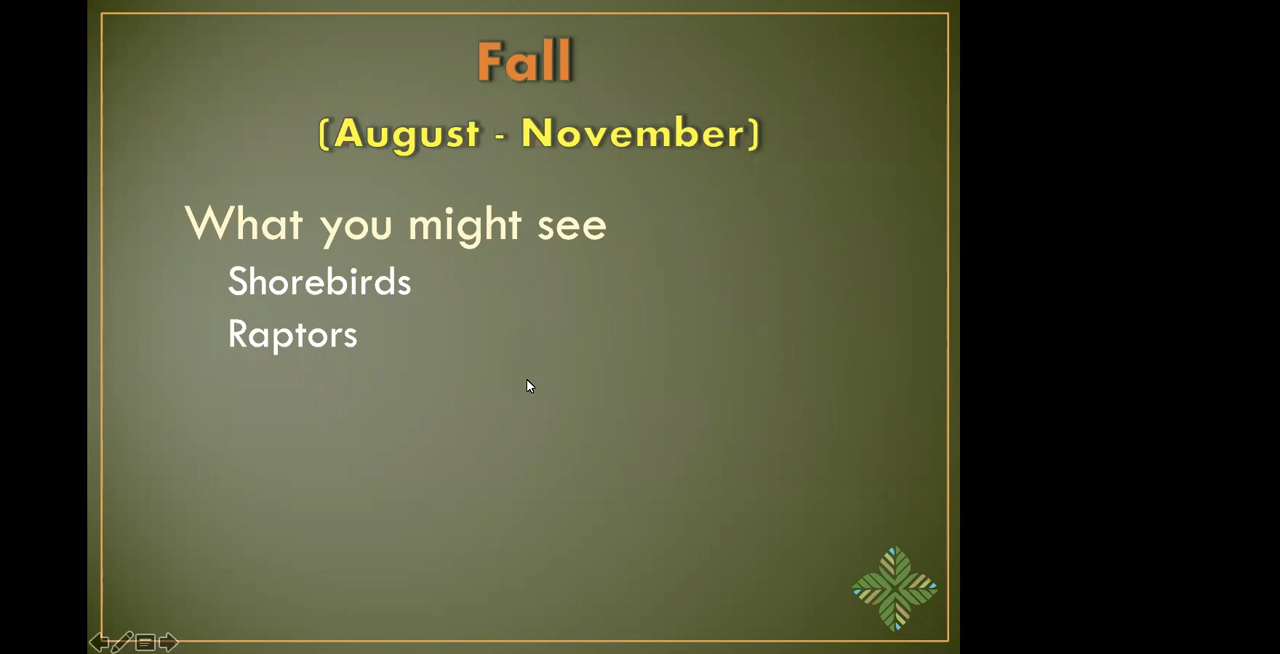 Fall
(August - November)
What you might see
Shorebirds
Raptors